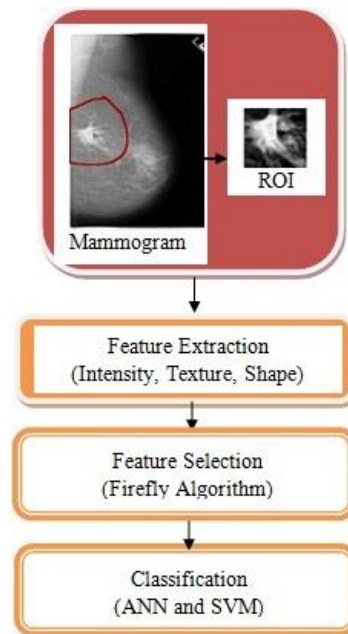 Mammogram
ROI
Feature Extraction
(Intensity, Texture, Shape)
Feature Selection
(Firefly Algorithm)
Classification
(ANN and SVM)